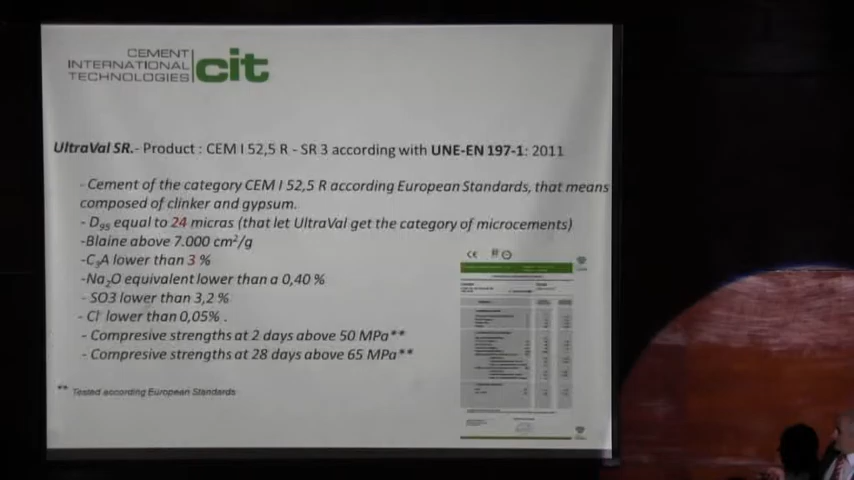 CEMENT
INTERNATIONAL
TECHNOLOGIES
cit
UltraVal SR.- Product : CEM I 52,5 R - SR 3 according with UNE-EN 197-1: 2011
- Cement of the category CEM I 52,5 R according European Standards, that means
composed of clinker and gypsum.
- D95 equal to 24 micras (that let UltraVal get the category of microcements)
-Blaine above 7.000 cm2/g
-C3A lower than 3 %
-Na2O equivalent lower than a 0,40 %
- SO3 lower than 3,2 %
- Cl- lower than 0,05% .
- Compresive strengths at 2 days above 50 MPa**
- Compresive strengths at 28 days above 65 MPa**
** Tested according European Standards
CE